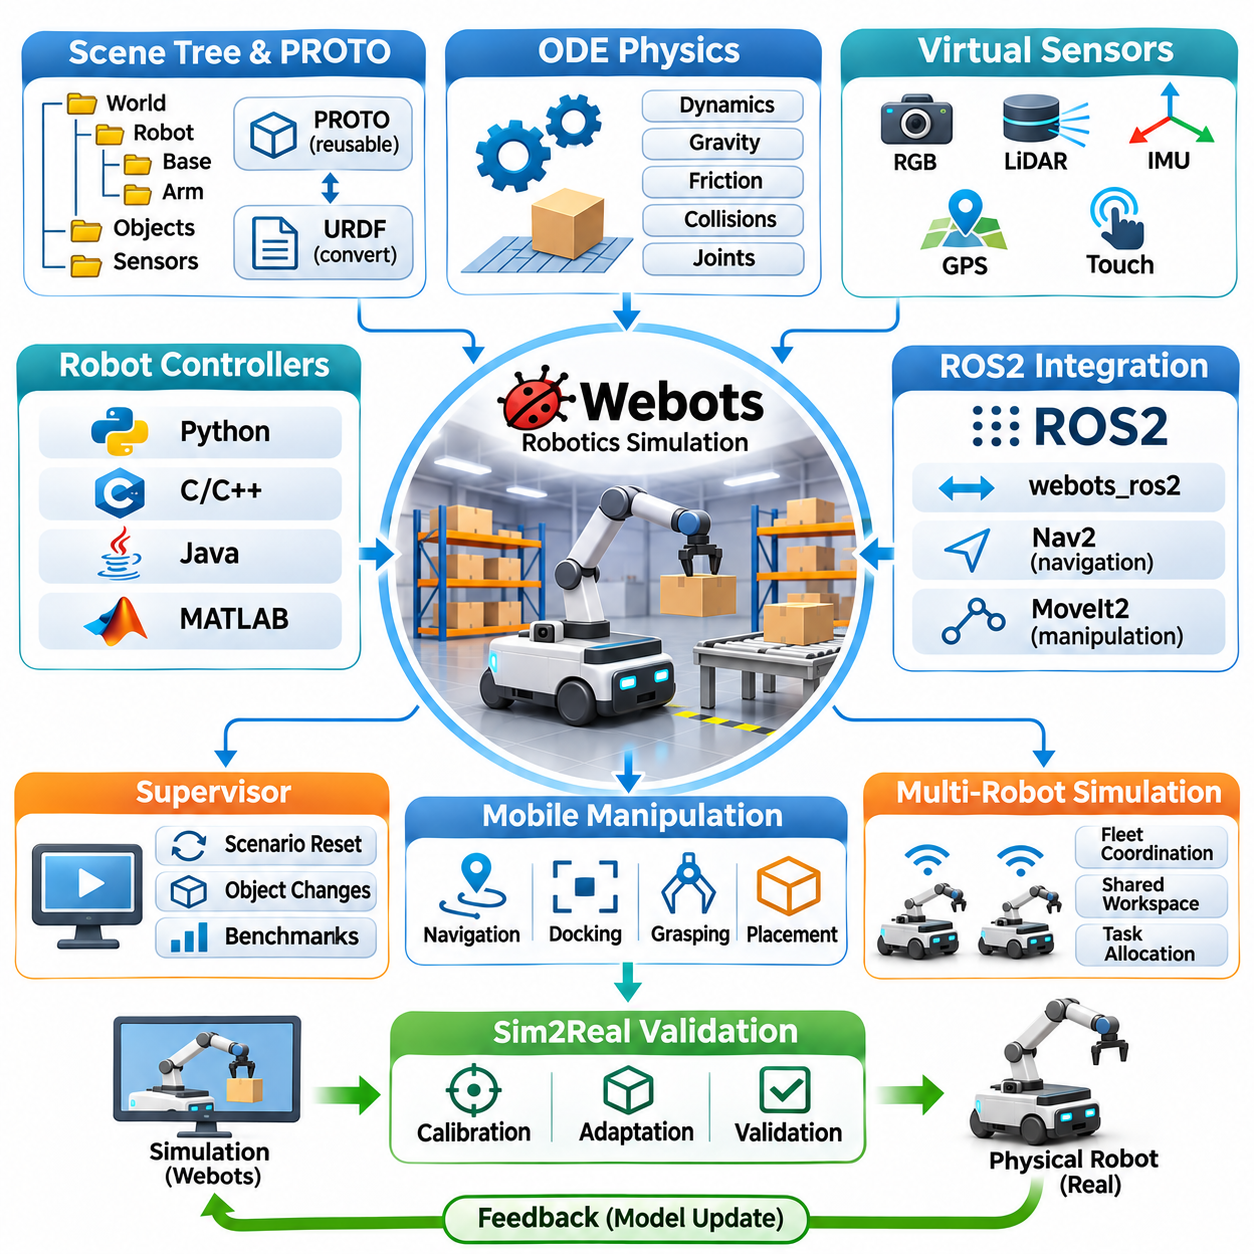 Scene Tree & PROTO
World
Robot
Base
Arm
Objects
Sensors
PROTO
(reusable)
URDF
(convert)
ODE Physics
Dynamics
Gravity
Friction
Collisions
Joints
Virtual Sensors
RGB
LiDAR
IMU
GPS
Touch
Robot Controllers
Python
C/C++
Java
MATLAB
Webots
Robotics Simulation
ROS2 Integration
ROS2
webots_ros2
Nav2
(navigation)
MoveIt2
(manipulation)
Supervisor
Scenario Reset
Object Changes
Benchmarks
Mobile Manipulation
Navigation
Docking
Grasping
Placement
Multi-Robot Simulation
Fleet
Coordination
Shared
Workspace
Task
Allocation
Simulation
(Webots)
Sim2Real Validation
Calibration
Adaptation
Validation
Physical Robot
(Real)
Feedback (Model Update)